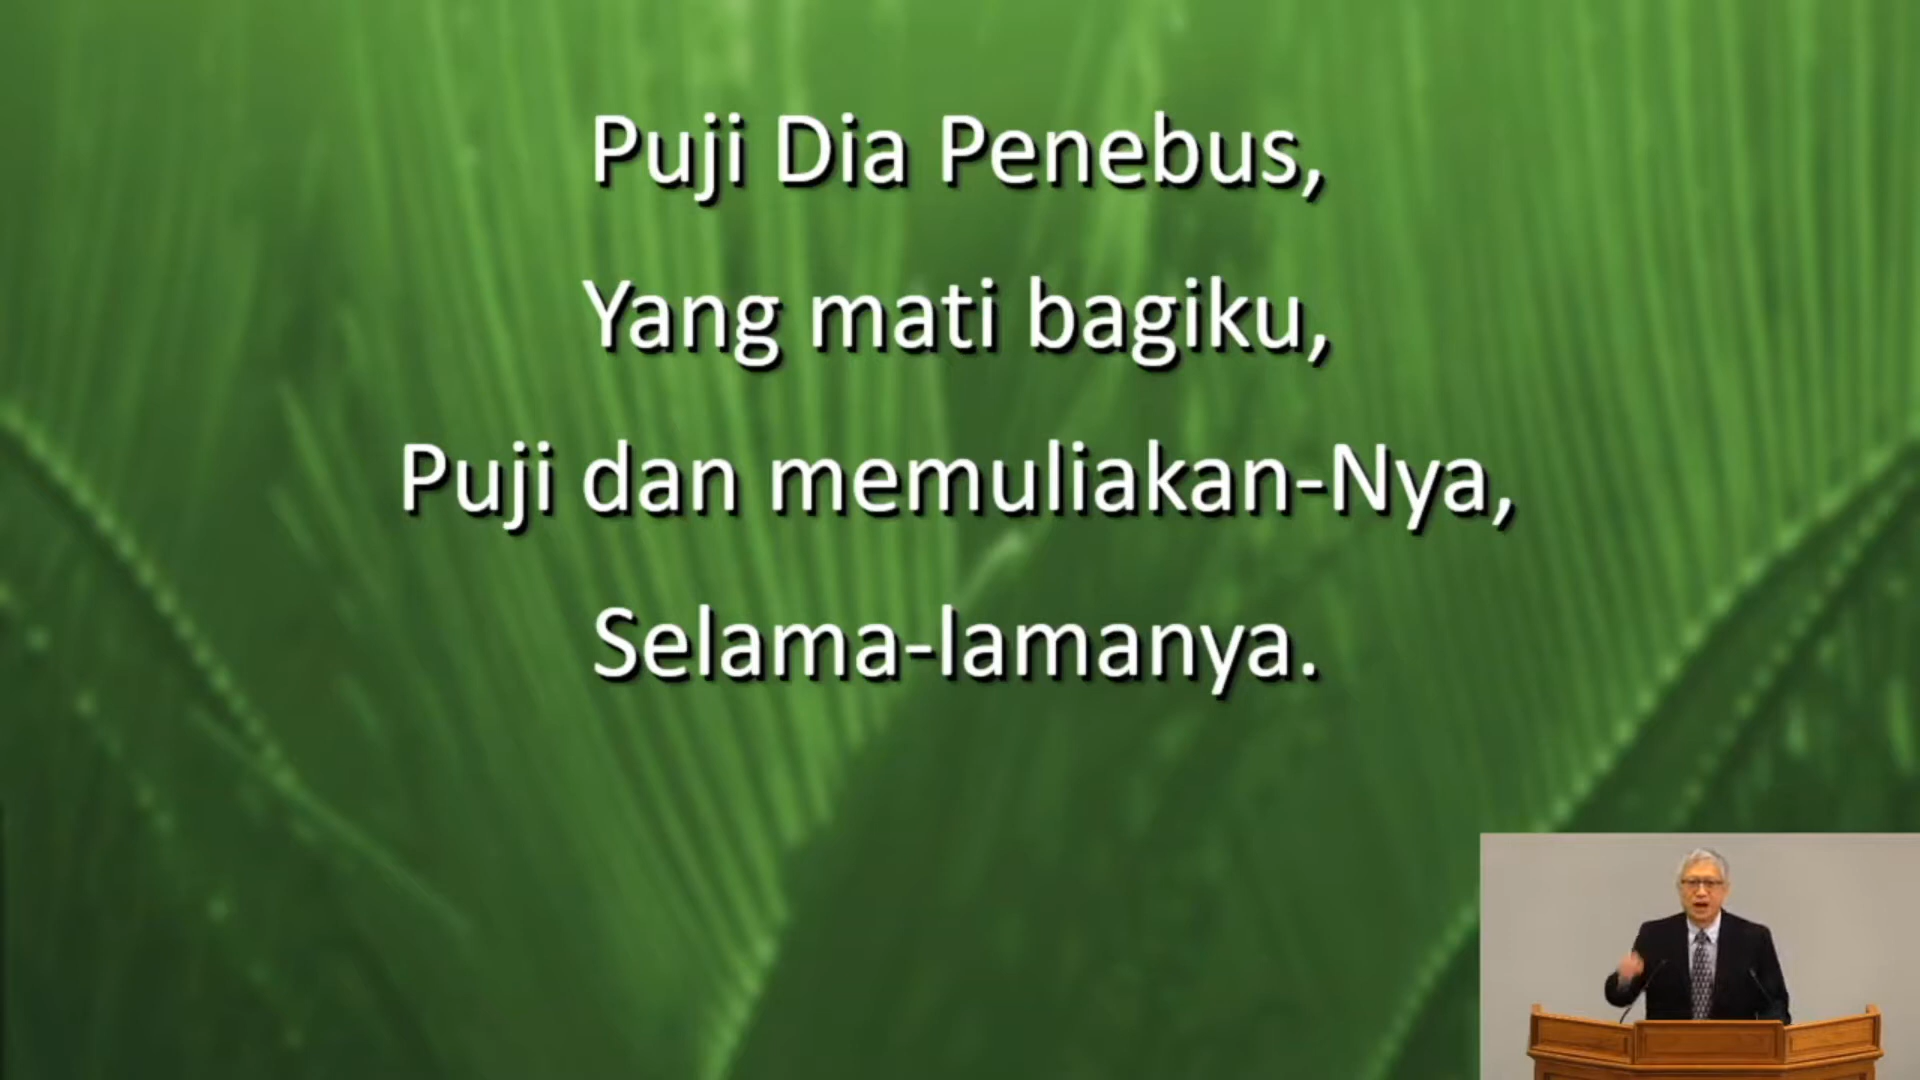 Puji Dia Penebus,
Yang mati bagiku,
Puji dan memuliakan-Nya,
Selama-lamanya.